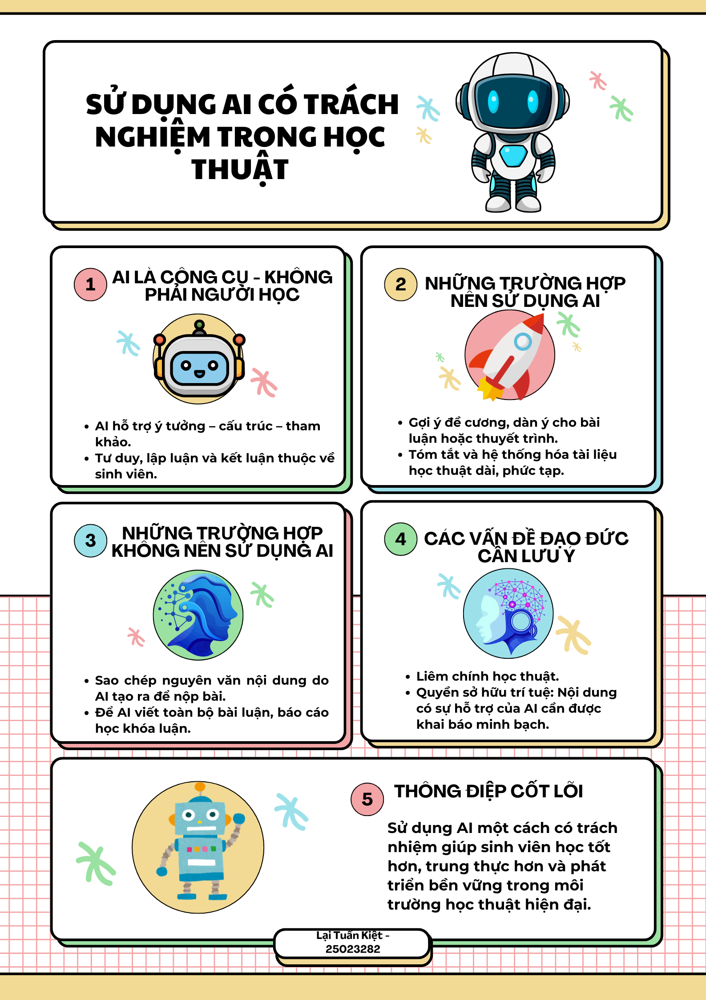 SỬ DỤNG AI CÓ TRÁCH
NGHIỆM TRONG HỌC
THUẬT
1
AI LÀ CÔNG CỤ - KHÔNG
PHẢI NGƯỜI HỌC
• AI hỗ trợ ý tưởng – cấu trúc – tham
khảo.
• Tư duy, lập luận và kết luận thuộc về
sinh viên.
2
NHỮNG TRƯỜNG HỢP
NÊN SỬ DỤNG AI
• Gợi ý đề cương, dàn ý cho bài
luận hoặc thuyết trình.
• Tóm tắt và hệ thống hóa tài liệu
học thuật dài, phức tạp.
3
NHỮNG TRƯỜNG HỢP
KHÔNG NÊN SỬ DỤNG AI
• Sao chép nguyên văn nội dung do
AI tạo ra để nộp bài.
• Để AI viết toàn bộ bài luận, báo cáo
học khóa luận.
4
CÁC VẤN ĐỀ ĐẠO ĐỨC
CẦN LƯU Ý
• Liêm chính học thuật.
• Quyền sở hữu trí tuệ: Nội dung
có sự hỗ trợ của AI cần được
khai báo minh bạch.
5
THÔNG ĐIỆP CỐT LÕI
Sử dụng AI một cách có trách
nhiệm giúp sinh viên học tốt
hơn, trung thực hơn và phát
triển bền vững trong môi
trường học thuật hiện đại.
Lại Tuấn Kiệt -
25023282